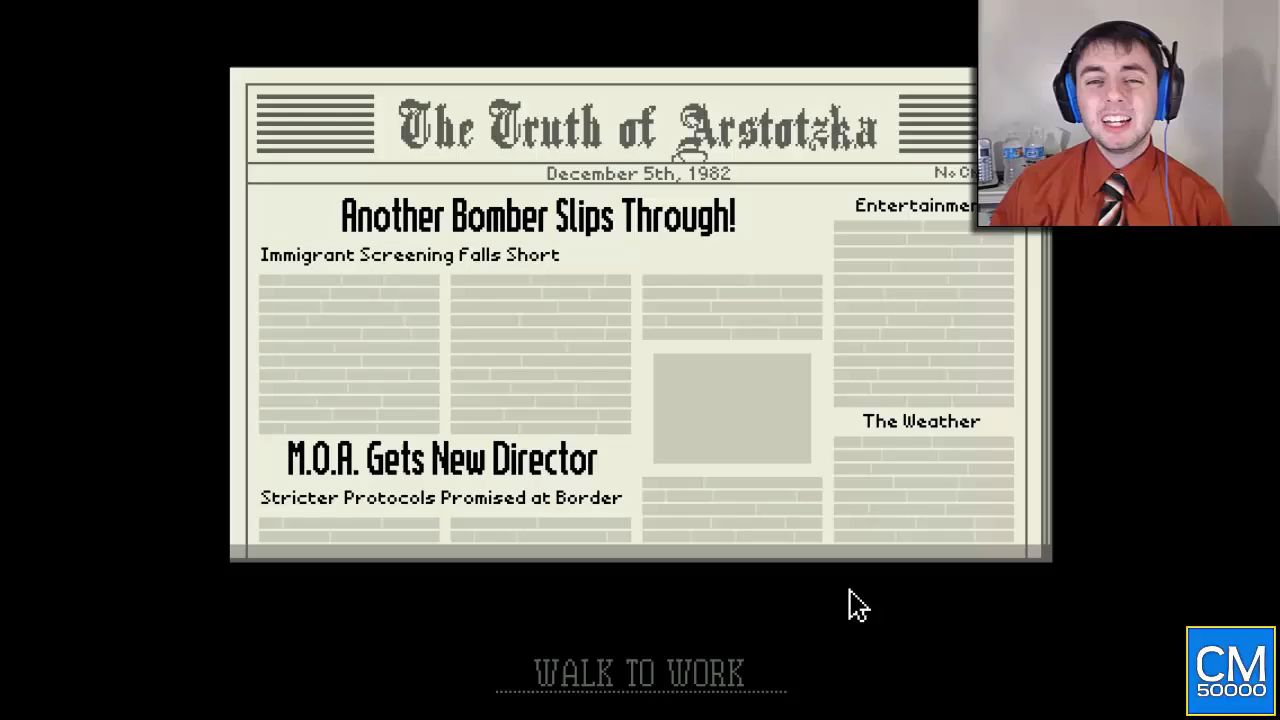 The Truth of Arstotzka
December 5th, 1982
No
Another Bomber Slips Through!
Immigrant Screening Falls Short
M.O.A. Gets New Director
Stricter Protocols Promised at Border
The Weather
WALK TO WORK
CM
50000